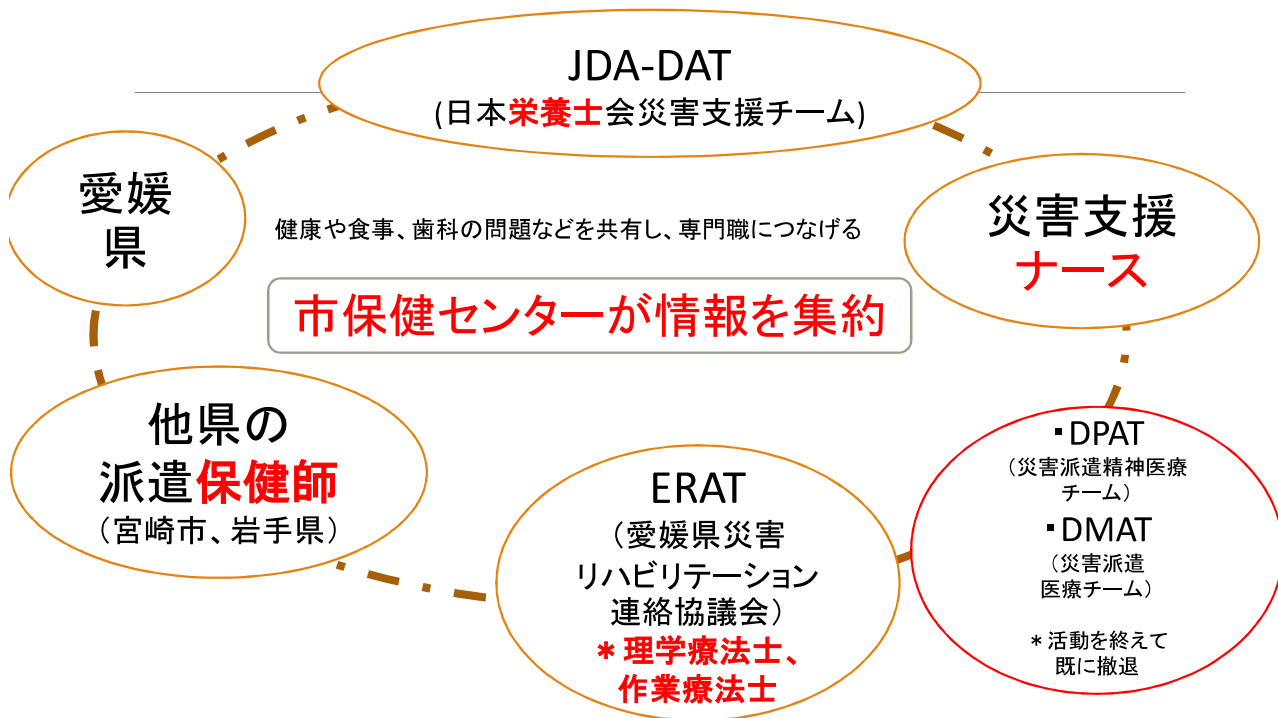 JDA-DAT
(日本栄養士会災害支援チーム)
愛媛
県
健康や食事、歯科の問題などを共有し、専門職につなげる
災害支援
ナース
市保健センターが情報を集約
他県の
派遣保健師
（宮崎市、岩手県）
ERAT
（愛媛県災害
リハビリテーション
連絡協議会）
＊理学療法士、
作業療法士
▪DPAT
（災害派遣精神医療
チーム）
▪DMAT
（災害派遣
医療チーム）
＊活動を終えて
既に撤退